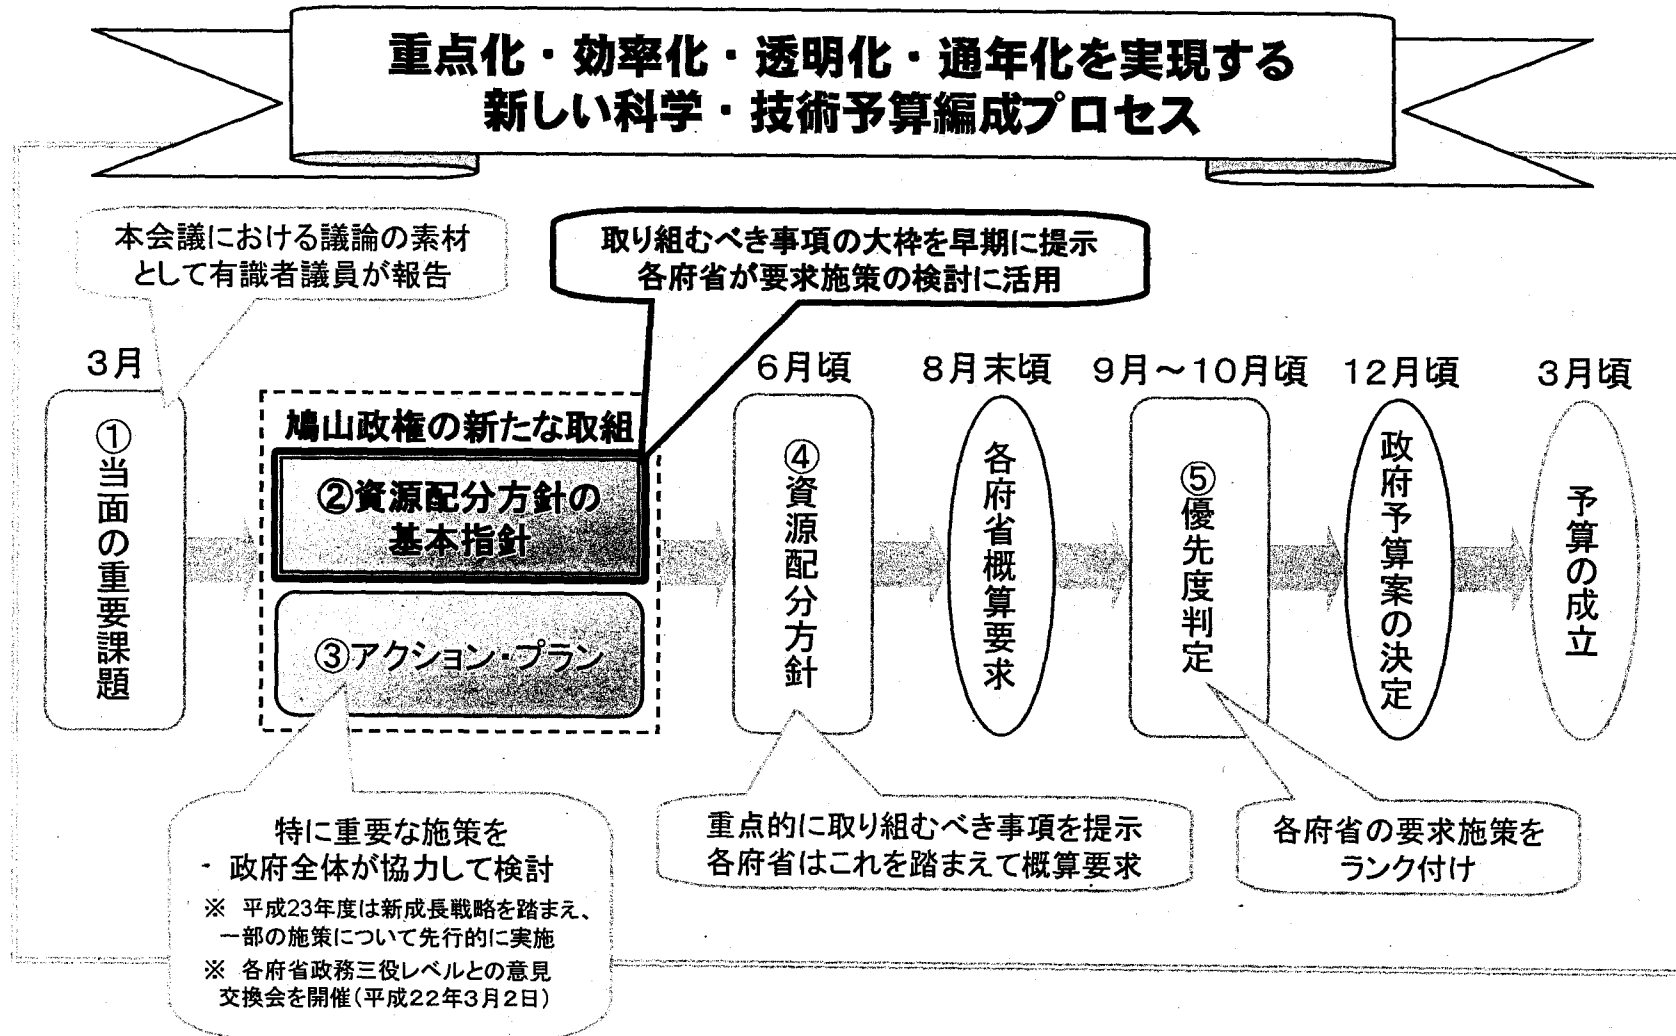 重点化・効率化・透明化・通年化を実現する
新しい科学・技術予算編成プロセス
本会議における議論の素材
として有識者議員が報告
取り組むべき事項の大枠を早期に提示
各府省が要求施策の検討に活用
3月
①当面の重要課題
鳩山政権の新たな取組
②資源配分方針の
基本指針
③アクション・プラン
6月頃
④資源配分方針
8月末頃
各府省概算要求
9月～10月頃
⑤優先度判定
12月頃
政府予算案の決定
3月頃
予算の成立
特に重要な施策を
政府全体が協力して検討
※ 平成23年度は新成長戦略を踏まえ、
一部の施策について先行的に実施
※ 各府省政務三役レベルとの意見
交換会を開催(平成22年3月2日)
重点的に取り組むべき事項を提示
各府省はこれを踏まえて概算要求
各府省の要求施策を
ランク付け